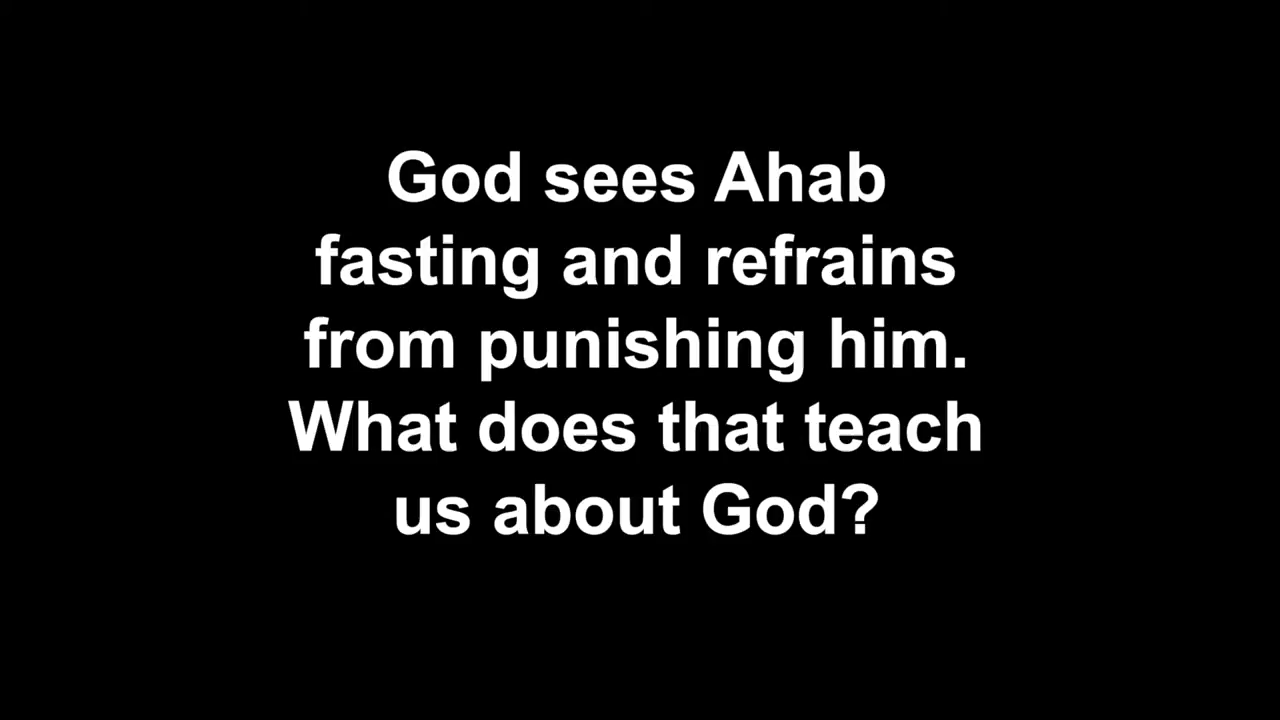 God sees Ahab
fasting and refrains
from punishing him.
What does that teach
us about God?